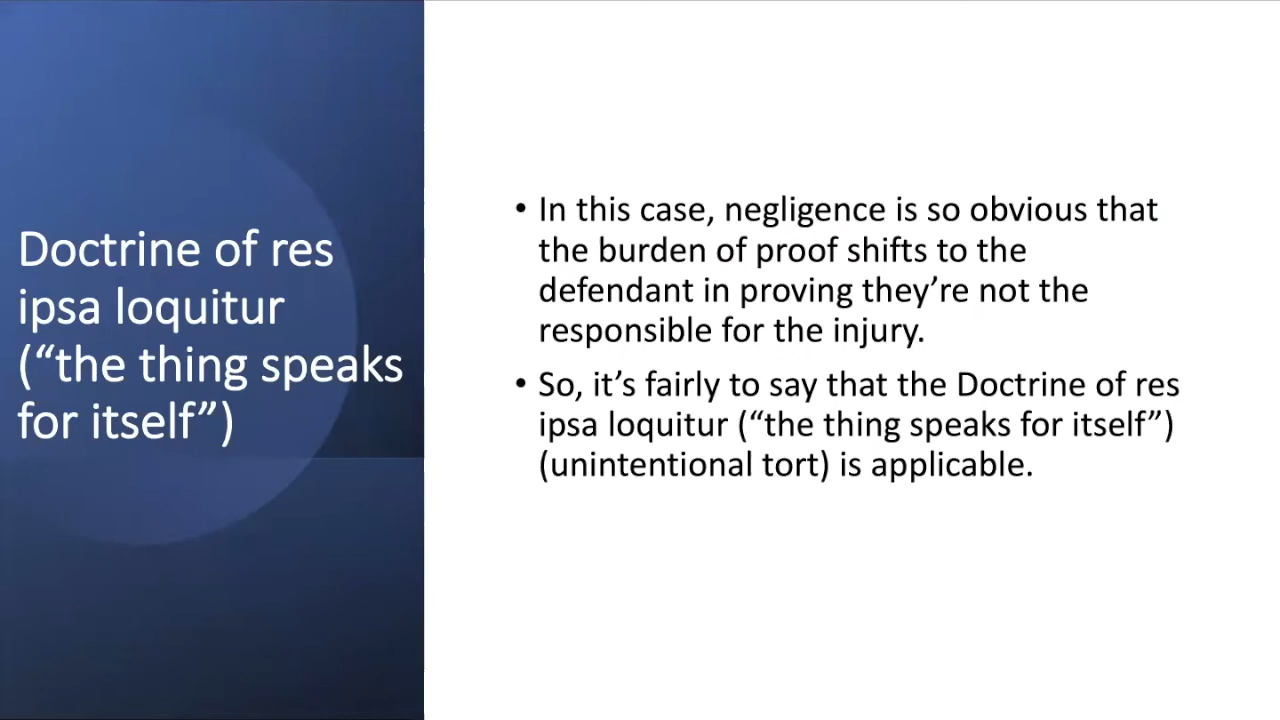 Doctrine of res
ipsa loquitur
(“the thing speaks
for itself”)
• In this case, negligence is so obvious that
the burden of proof shifts to the
defendant in proving they’re not the
responsible for the injury.
• So, it’s fairly to say that the Doctrine of res
ipsa loquitur (“the thing speaks for itself”)
(unintentional tort) is applicable.